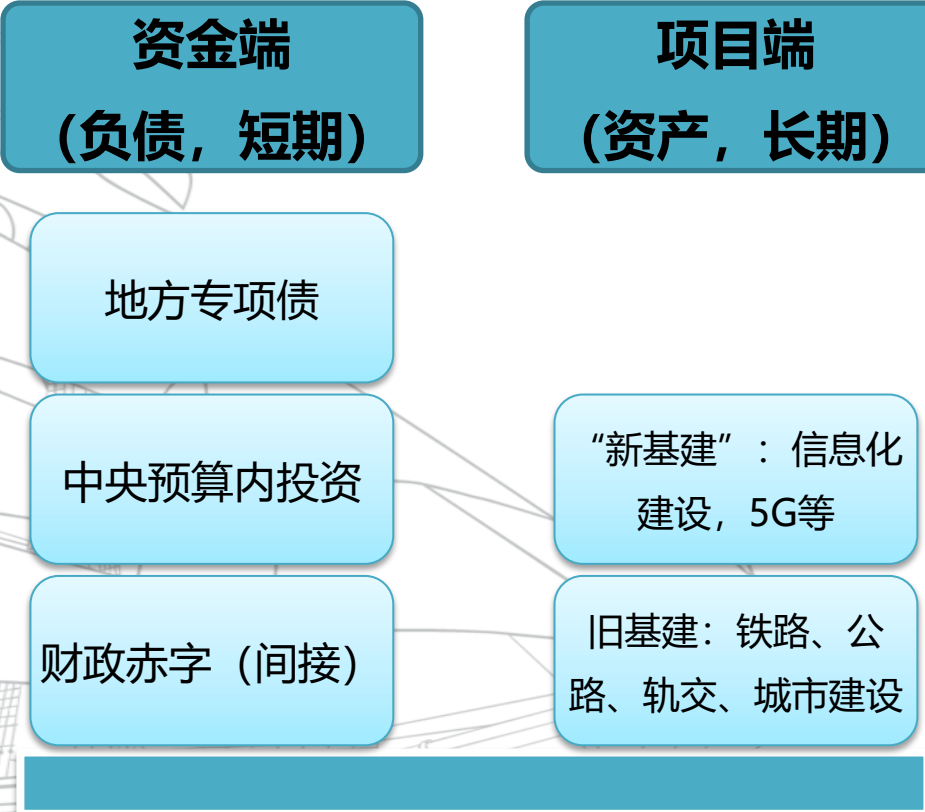 资金端
（负债，短期）
项目端
（资产，长期）
地方专项债
中央预算内投资
财政赤字（间接）
“新基建”：信息化
建设，5G等
旧基建：铁路、公
路、轨交、城市建设